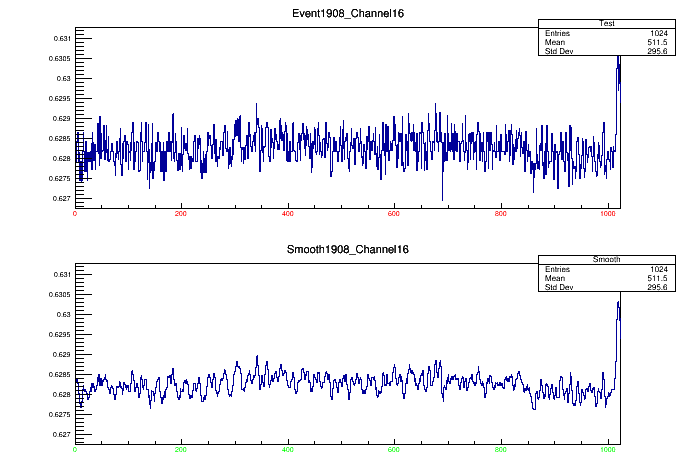 Event1908_Channel16
Test
Entries 1024
Mean 511.5
Std Dev 295.6
0.631
0.6305
0.63
0.6295
0.629
0.6285
0.628
0.6275
0.627
0 200 400 600 800 1000
Smooth1908_Channel16
Smooth
Entries 1024
Mean 511.5
Std Dev 295.6
0.631
0.6305
0.63
0.6295
0.629
0.6285
0.628
0.6275
0.627
0 200 400 600 800 1000